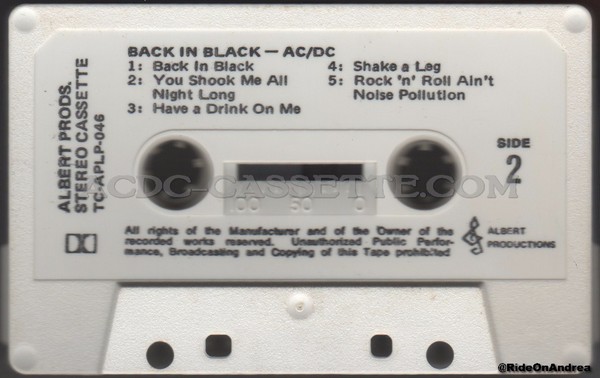 BACK IN BLACK — AC/DC
1: Back In Black
2: You Shook Me All
Night Long
3: Have a Drink On Me
4: Shake a Leg
5: Rock 'n' Roll Ain't
Noise Pollution
ALBERT PRODS.
STEREO CASSETTE
TC-APLP-046
SIDE
2
ACDC-CASSETTE.COM
100 50 0
All rights of the Manufacturer and of the Owner of the
recorded works reserved. Unauthorized Public Perfor-
mance, Broadcasting and Copying of this Tape prohibited
ALBERT
PRODUCTIONS
@RideOnAndrea